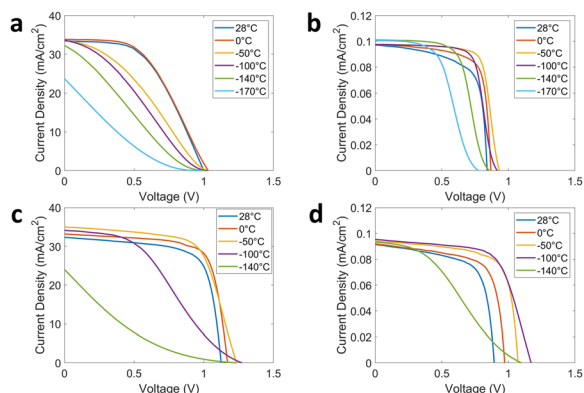 a
Current Density (mA/cm²)
40
30
20
10
0
0 0.5 1 1.5
Voltage (V)
28°C
0°C
-50°C
-100°C
-140°C
-170°C
b
Current Density (mA/cm²)
0.12
0.1
0.08
0.06
0.04
0.02
0
0 0.5 1 1.5
Voltage (V)
28°C
0°C
-50°C
-100°C
-140°C
-170°C
c
Current Density (mA/cm²)
40
30
20
10
0
0 0.5 1 1.5
Voltage (V)
28°C
0°C
-50°C
-100°C
-140°C
d
Current Density (mA/cm²)
0.12
0.1
0.08
0.06
0.04
0.02
0
0 0.5 1 1.5
Voltage (V)
28°C
0°C
-50°C
-100°C
-140°C